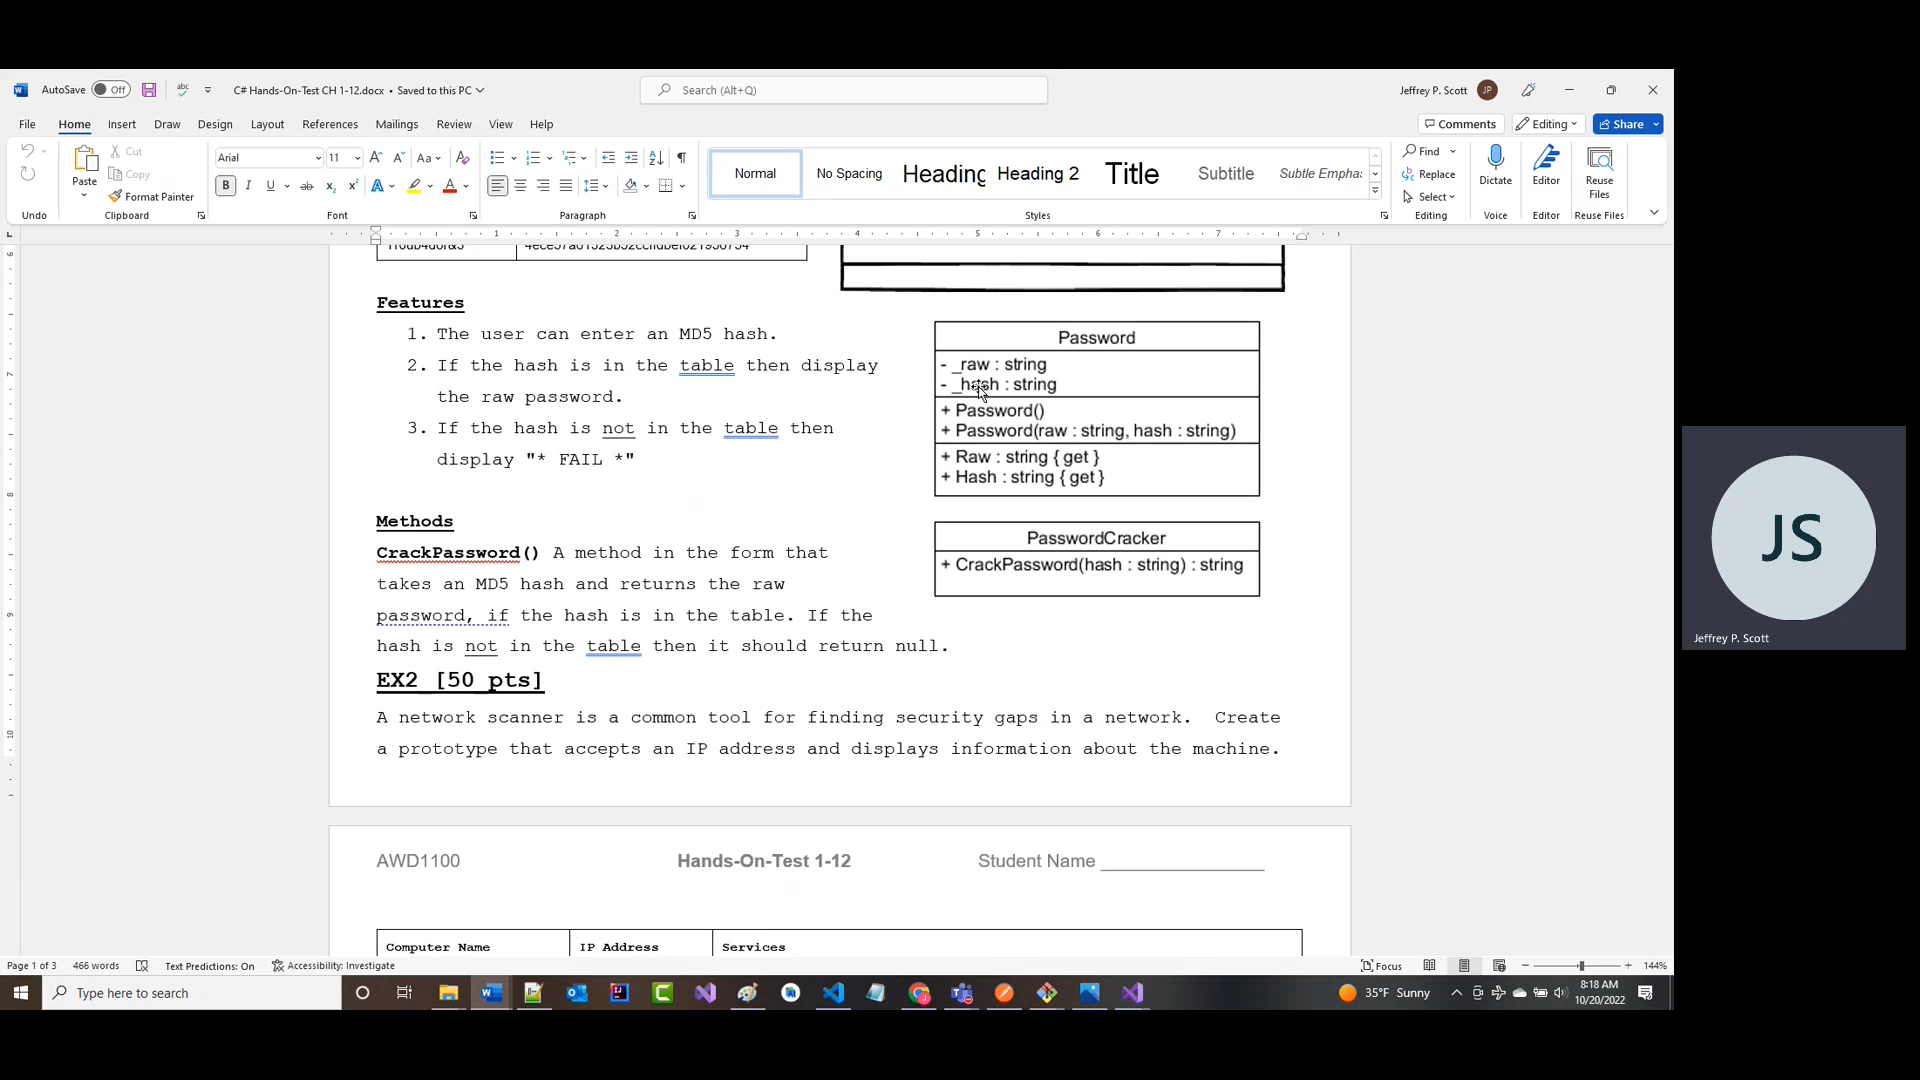 AutoSave Off
C# Hands-On-Test CH 1-12.docx • Saved to this PC
Search (Alt+Q)
Jeffrey P. Scott JP
File Home Insert Draw Design Layout References Mailings Review View Help
Comments Editing Share
Undo
Paste
Cut
Copy
Format Painter
Clipboard
Arial 11
Font
Paragraph
Normal No Spacing Heading Heading 2 Title Subtitle Subtle Emphas
Styles
Find
Replace
Select
Editing
Dictate
Voice
Editor
Editor
Reuse Files
Reuse Files
1 2 3 4 5 6 7
Features
1. The user can enter an MD5 hash.
2. If the hash is in the table then display
the raw password.
3. If the hash is not in the table then
display "* FAIL *"
Methods
CrackPassword() A method in the form that
takes an MD5 hash and returns the raw
password, if the hash is in the table. If the
hash is not in the table then it should return null.
Password
- _raw : string
- _hash : string
+ Password()
+ Password(raw : string, hash : string)
+ Raw : string { get }
+ Hash : string { get }
PasswordCracker
+ CrackPassword(hash : string) : string
EX2 [50 pts]
A network scanner is a common tool for finding security gaps in a network. Create
a prototype that accepts an IP address and displays information about the machine.
AWD1100 Hands-On-Test 1-12 Student Name
Computer Name IP Address Services
Page 1 of 3 466 words Text Predictions: On Accessibility: Investigate
Focus 144%
Type here to search
35°F Sunny
8:18 AM
10/20/2022
JS
Jeffrey P. Scott